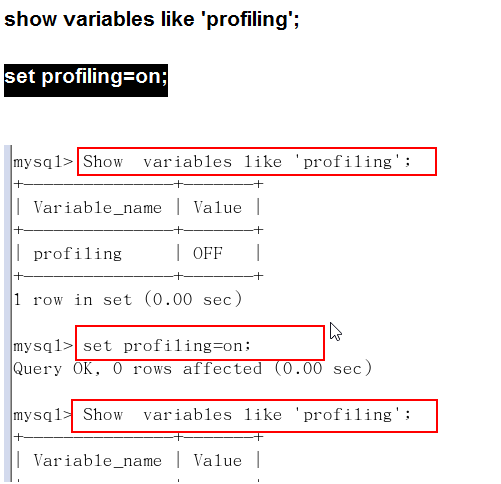 show variables like 'profiling';
set profiling=on;
mysql> Show  variables like 'profiling';
+---------------+-------+
| Variable_name | Value |
+---------------+-------+
| profiling     | OFF   |
+---------------+-------+
1 row in set (0.00 sec)
mysql> set profiling=on;
Query OK, 0 rows affected (0.00 sec)
mysql> Show  variables like 'profiling';
+---------------+-------+
| Variable_name | Value |